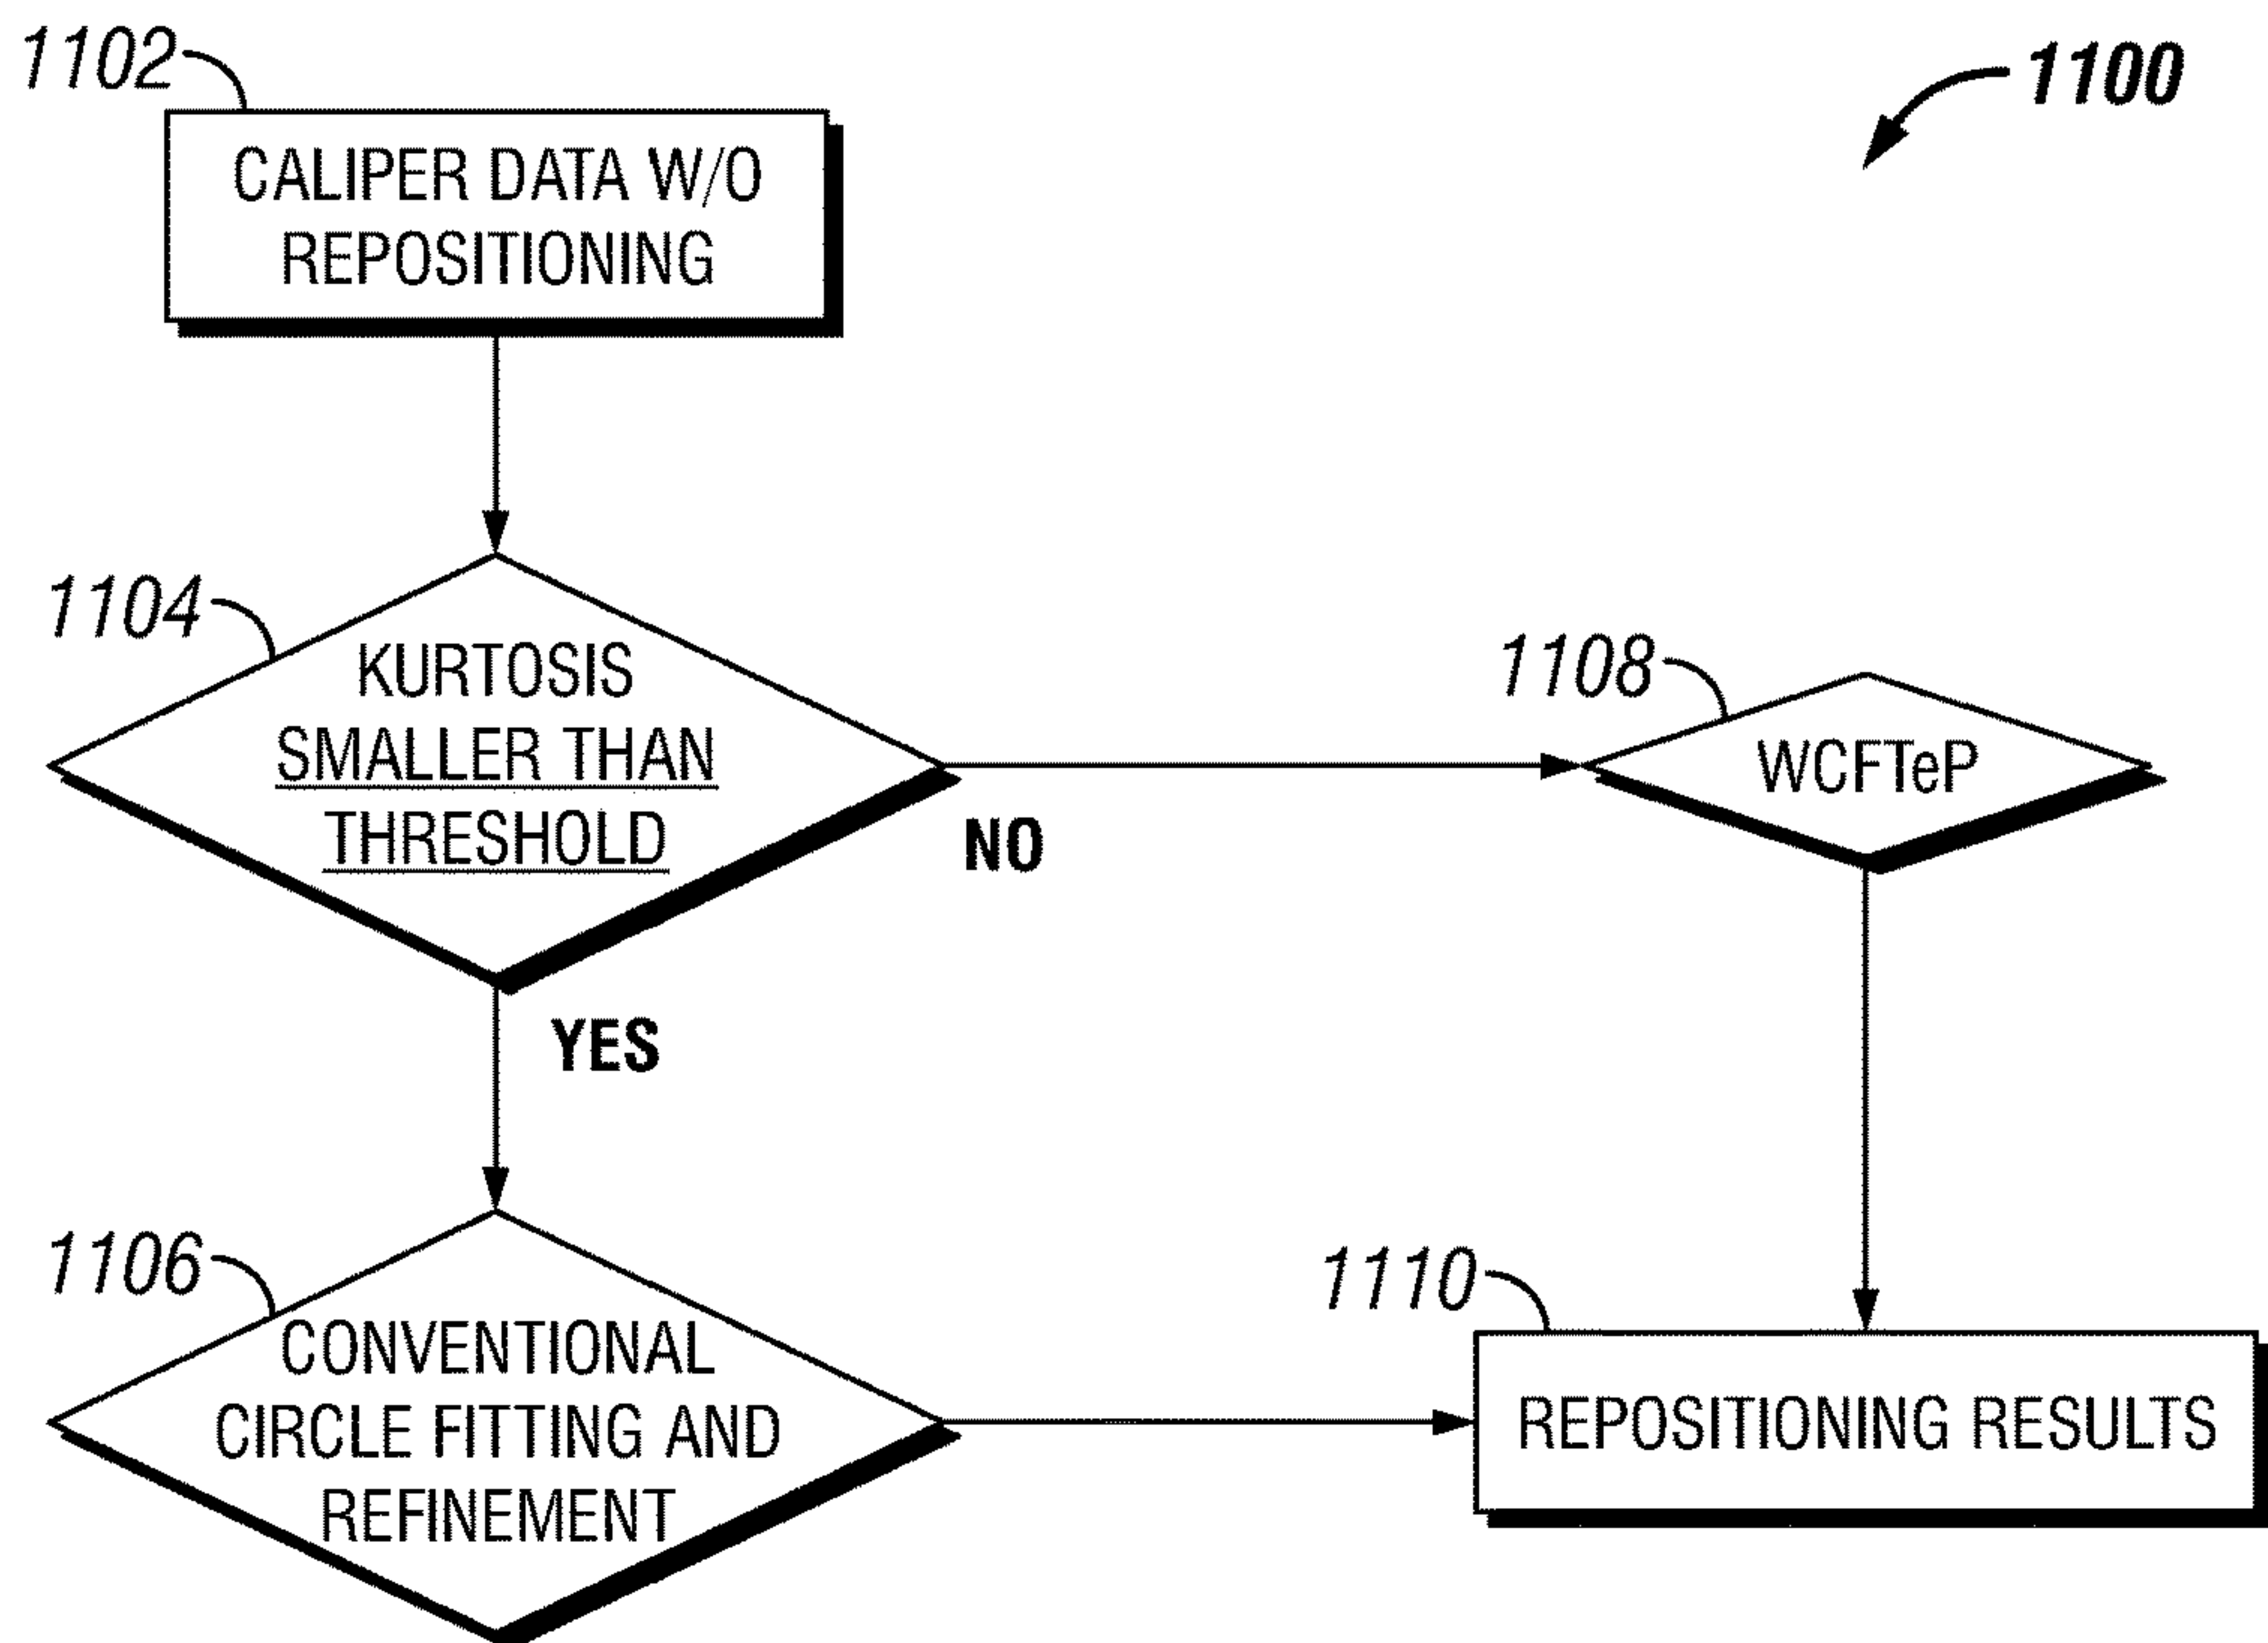 1102
1100
CALIPER DATA W/O
REPOSITIONING
1104
KURTOSIS
SMALLER THAN
THRESHOLD
NO
1108
WCFTeP
YES
1106
CONVENTIONAL
CIRCLE FITTING AND
REFINEMENT
1110
REPOSITIONING RESULTS